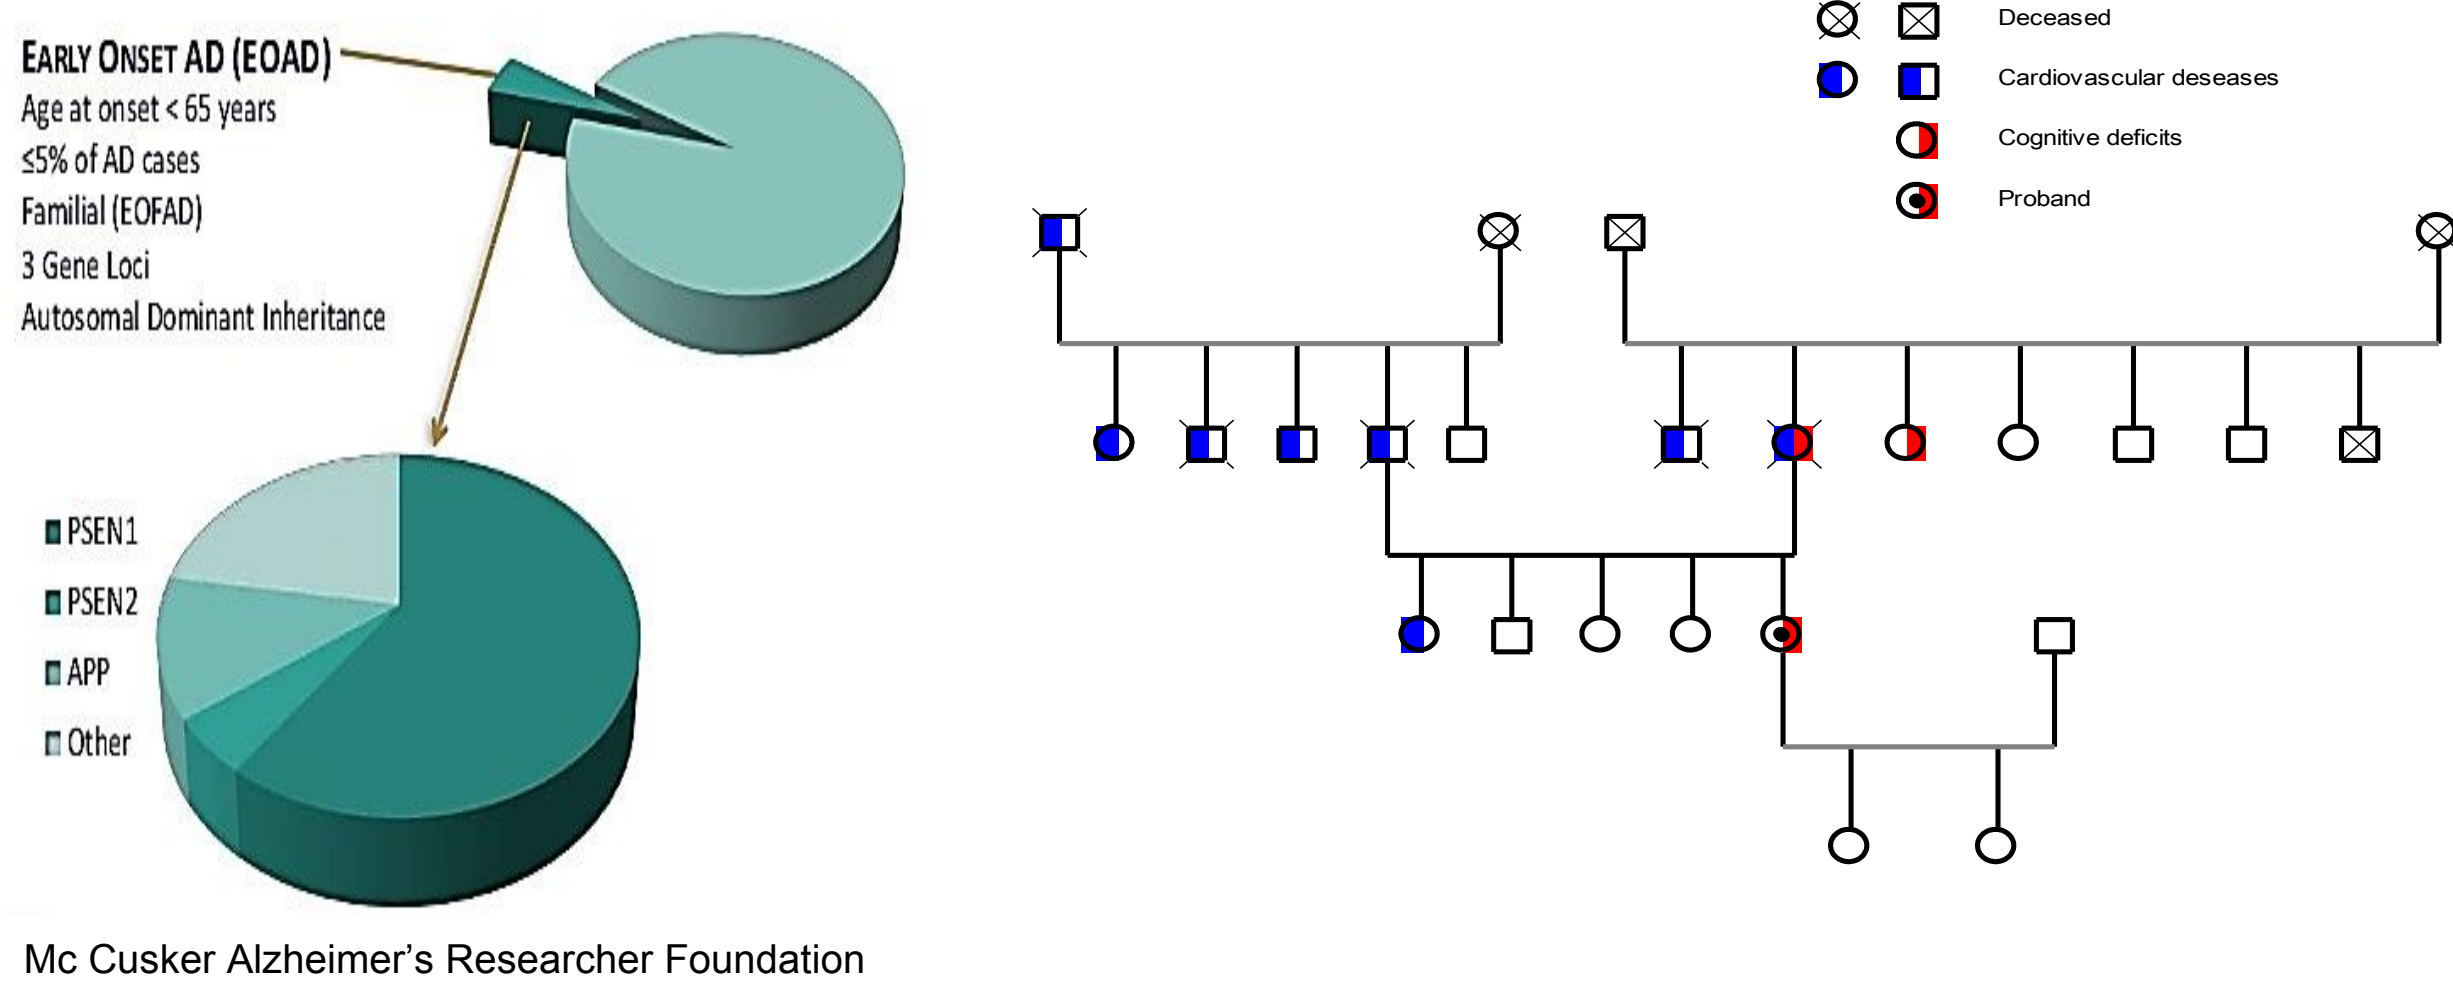 EARLY ONSET AD (EOAD)
Age at onset < 65 years
≤5% of AD cases
Familial (EOFAD)
3 Gene Loci
Autosomal Dominant Inheritance
PSEN1
PSEN2
APP
Other
Mc Cusker Alzheimer’s Researcher Foundation
Deceased
Cardiovascular deseases
Cognitive deficits
Proband